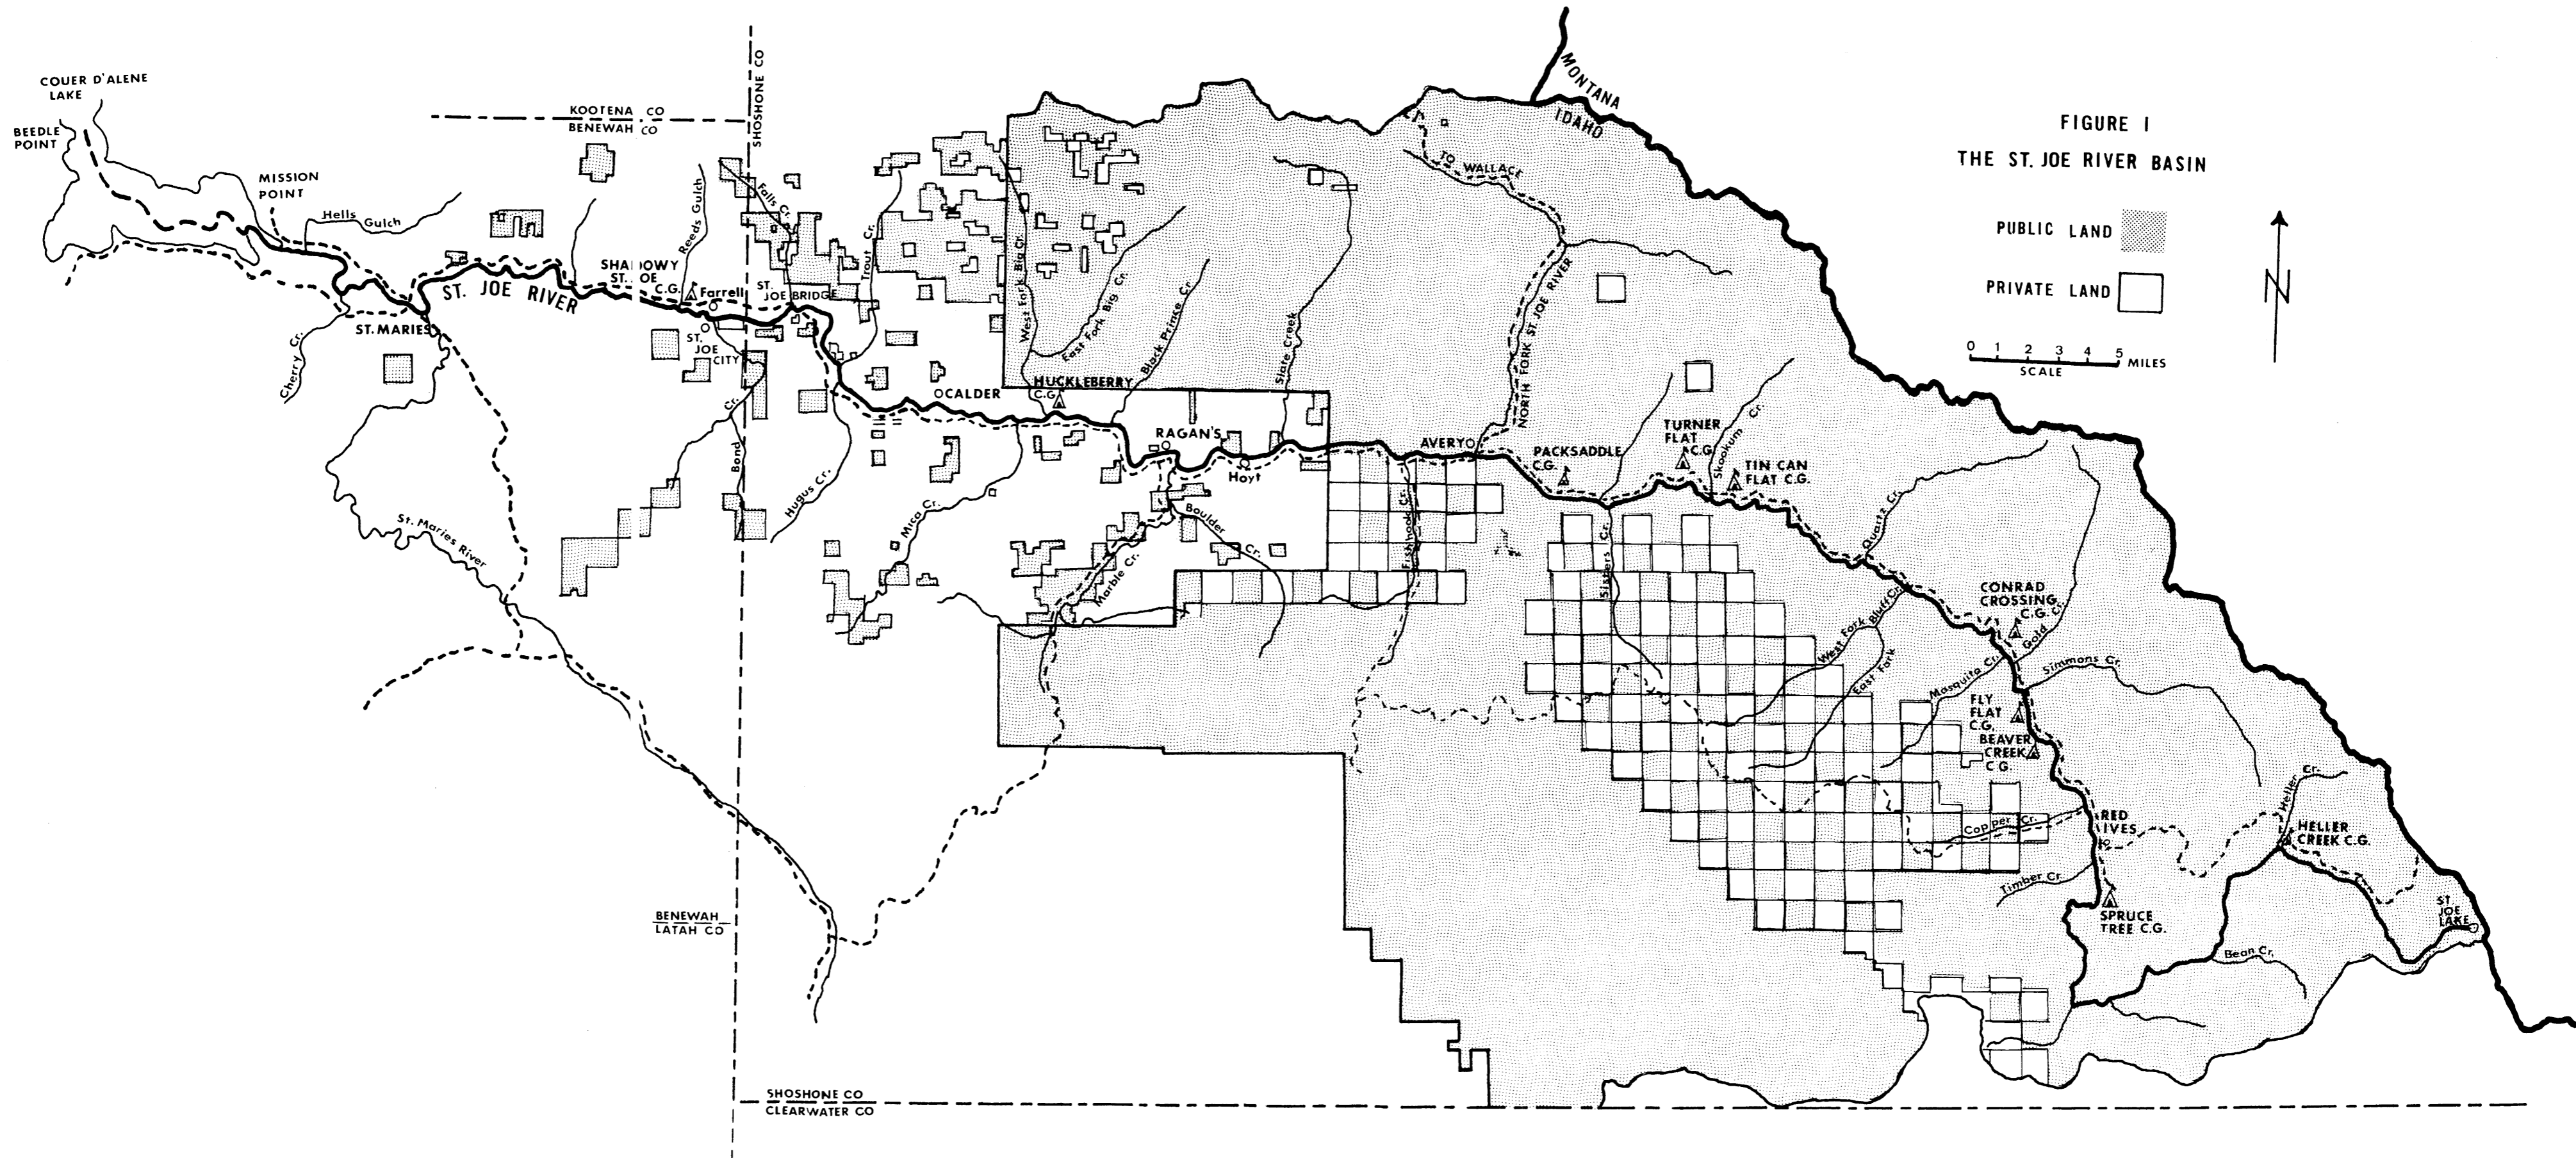 COUER D'ALENE
LAKE
BEEDLE
POINT
MISSION
POINT
Hells Gulch
KOOTENA CO
BENEWAH CO
SHOSHONE CO
Reeds Gulch
Falls Cr.
Trout Cr.
SHADOWY
ST. JOE
C.G.
Farrell
ST.
JOE BRIDGE
ST. JOE RIVER
ST. MARIES
Cherry Cr.
ST.
JOE
CITY
Bond
Cr.
Hugus Cr.
St. Maries River
OCALDER
Mica Cr.
West Fork Big Cr.
East Fork Big Cr.
Black Prince Cr.
HUCKLEBERRY
C.G.
Slate Creek
RAGAN'S
Hoyt
Boulder
Cr.
Marble Cr.
Fishhook Cr.
AVERYO
TO WALLACE
NORTH FORK ST. JOE RIVER
MONTANA
IDAHO
PACKSADDLE
C.G.
TURNER
FLAT
C.G.
Skookum Cr.
TIN CAN
FLAT C.G.
Sisters Cr.
Quartz Cr.
West Fork Bluff Cr.
East Fork
CONRAD
CROSSING
C.G.
Gold Cr.
Mosquito Cr.
Simmons Cr.
FLY
FLAT
C.G.
BEAVER
CREEK
C G.
RED
IVES
Copper Cr.
Timber Cr.
SPRUCE
TREE C.G.
Heller Cr.
HELLER
CREEK C.G.
Bean Cr.
ST
JOE
LAKE
BENEWAH
LATAH CO
SHOSHONE CO
CLEARWATER CO
FIGURE I
THE ST. JOE RIVER BASIN
PUBLIC LAND
PRIVATE LAND
N
0 1 2 3 4 5 MILES
SCALE